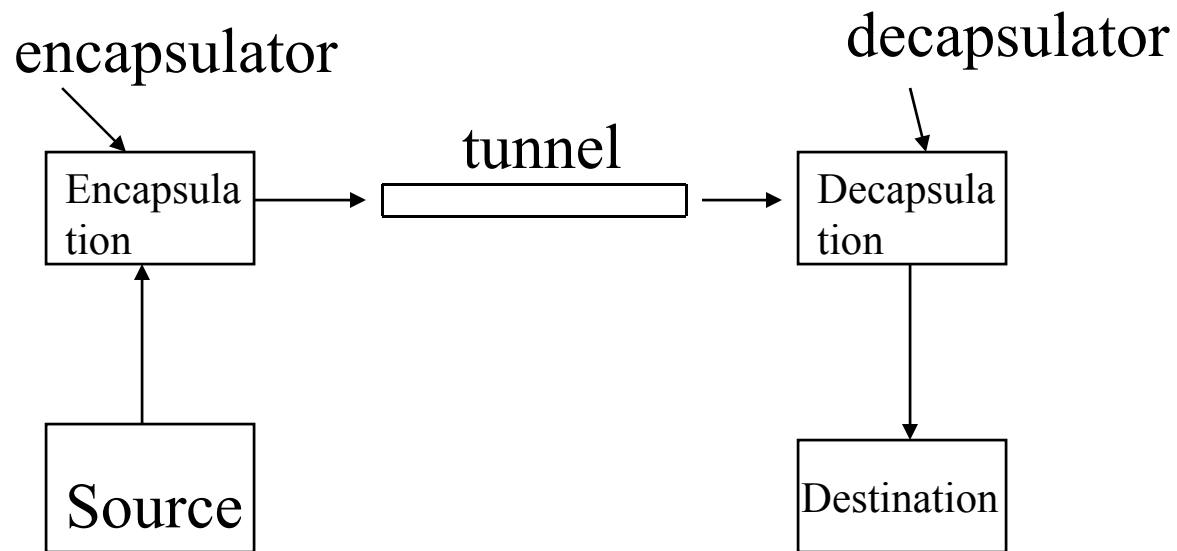 encapsulator
decapsulator
tunnel
Encapsula
tion
Decapsula
tion
Source
Destination